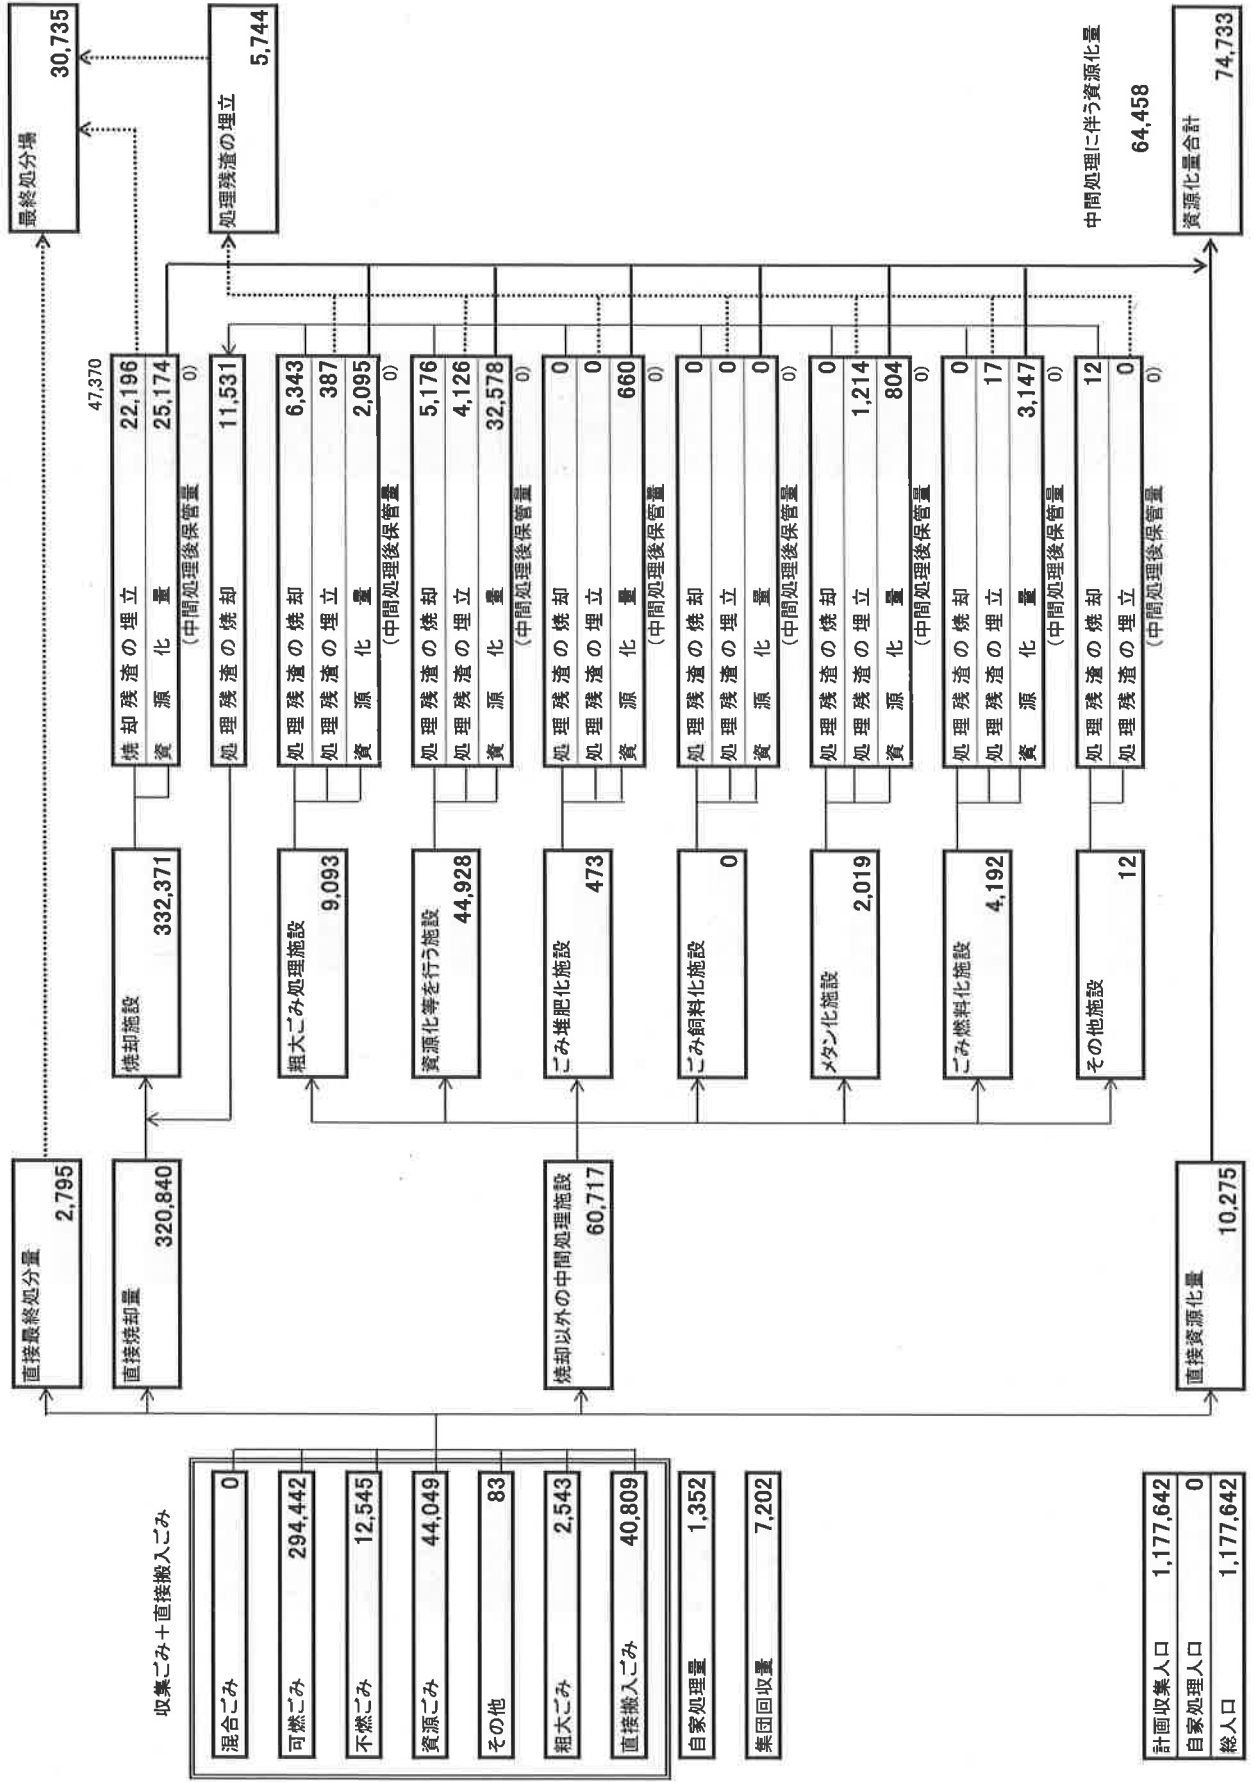 収集ごみ＋直接搬入ごみ
混合ごみ 0
可燃ごみ 294,442
不燃ごみ 12,545
資源ごみ 44,049
その他 83
粗大ごみ 2,543
直接搬入ごみ 40,809
自家処理量 1,352
集団回収量 7,202
計画収集人口 1,177,642
自家処理人口 0
総人口 1,177,642
直接最終処分量
2,795
直接焼却量
320,840
焼却以外の中間処理施設
60,717
直接資源化量
10,275
焼却施設
332,371
粗大ごみ処理施設
9,093
資源化等を行う施設
44,928
ごみ堆肥化施設
473
ごみ飼料化施設
0
メタン化施設
2,019
ごみ燃料化施設
4,192
その他施設
12
47,370
焼却残渣の埋立 22,196
資源化量 25,174
(中間処理後保管量 0)
処理残渣の焼却 11,531
処理残渣の焼却 6,343
処理残渣の埋立 387
資源化量 2,095
(中間処理後保管量 0)
処理残渣の焼却 5,176
処理残渣の埋立 4,126
資源化量 32,578
(中間処理後保管量 0)
処理残渣の焼却 0
処理残渣の埋立 0
資源化量 660
(中間処理後保管量 0)
処理残渣の焼却 0
処理残渣の埋立 0
資源化量 0
(中間処理後保管量 0)
処理残渣の焼却 0
処理残渣の埋立 1,214
資源化量 804
(中間処理後保管量 0)
処理残渣の焼却 0
処理残渣の埋立 17
資源化量 3,147
(中間処理後保管量 0)
処理残渣の焼却 12
処理残渣の埋立 0
(中間処理後保管量 0)
最終処分場
30,735
処理残渣の埋立
5,744
中間処理に伴う資源化量
64,458
資源化量合計
74,733